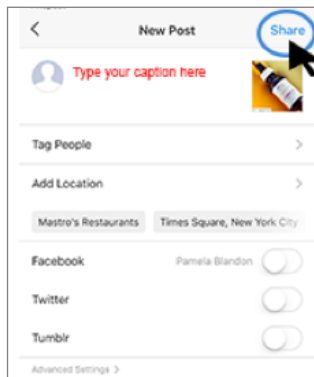 New Post
Share
Type your caption here
Tag People
Add Location
Mastro's Restaurants
Times Square, New York City
Facebook
Pamela Blandon
Twitter
Tumblr
Advanced Settings